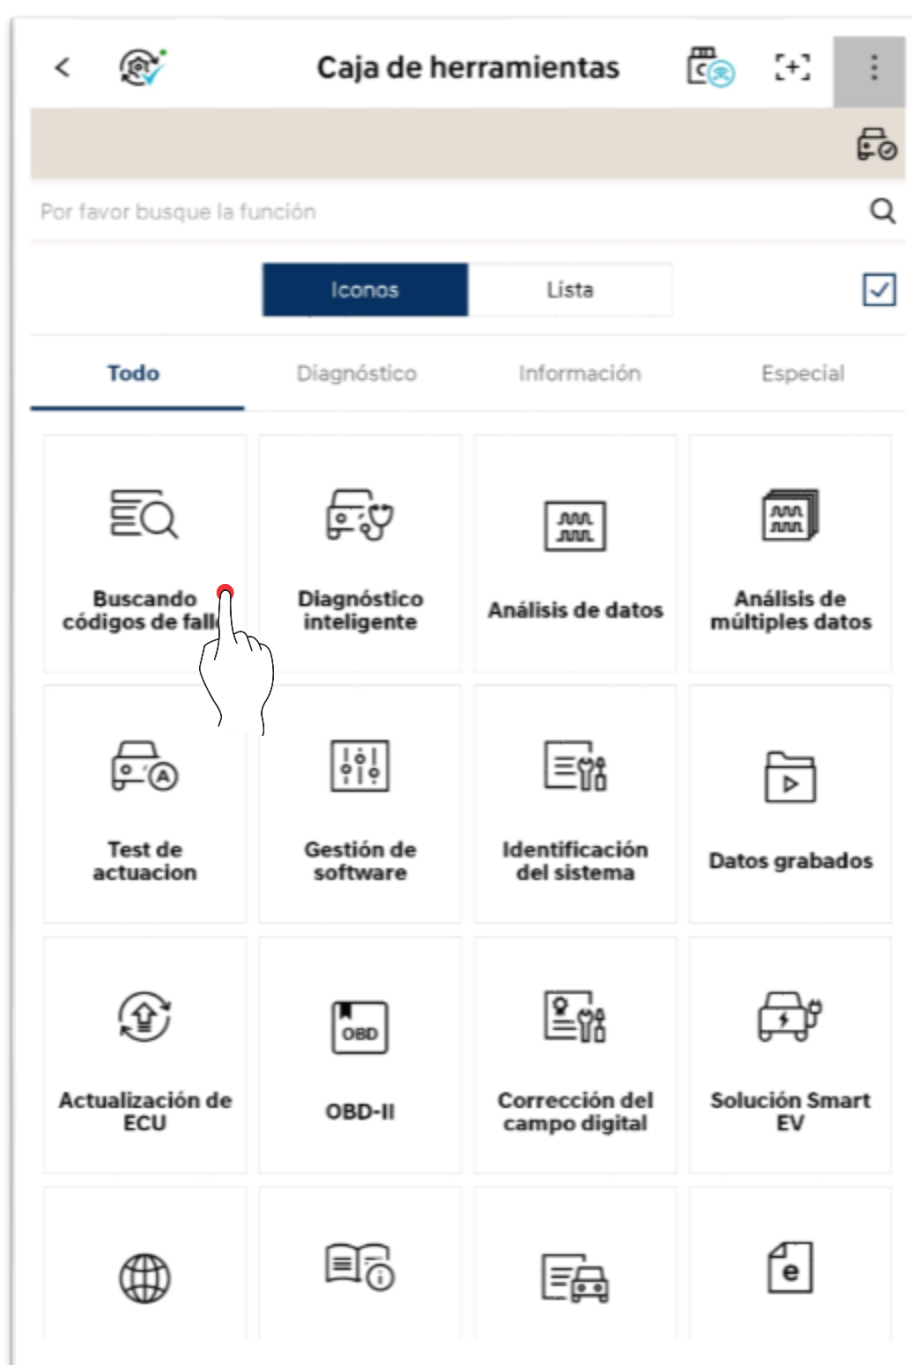 Caja de herramientas
Por favor busque la función
Iconos
Lista
Todo
Diagnóstico
Información
Especial
Buscando
códigos de fall
Diagnóstico
inteligente
Análisis de datos
Análisis de
múltiples datos
Test de
actuacion
Gestión de
software
Identificación
del sistema
Datos grabados
OBD
Actualización de
ECU
OBD-II
Corrección del
campo digital
Solución Smart
EV